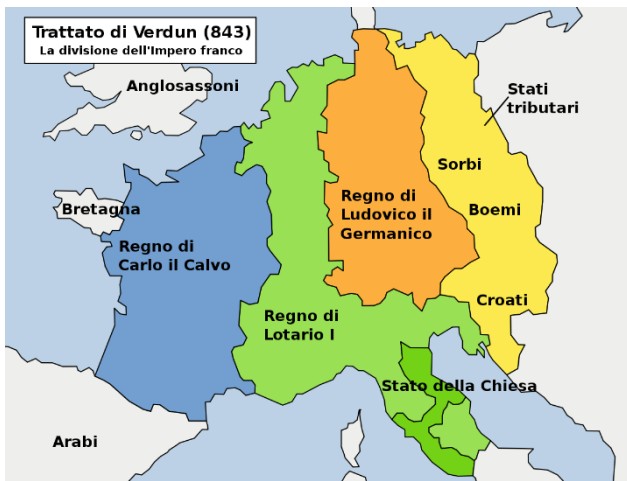 Trattato di Verdun (843)
La divisione dell'Impero franco
Anglosassoni
Stati
tributari
Sorbi
Regno di
Ludovico il
Germanico
Boemi
Bretagna
Regno di
Carlo il Calvo
Croati
Regno di
Lotario I
Stato della Chiesa
Arabi